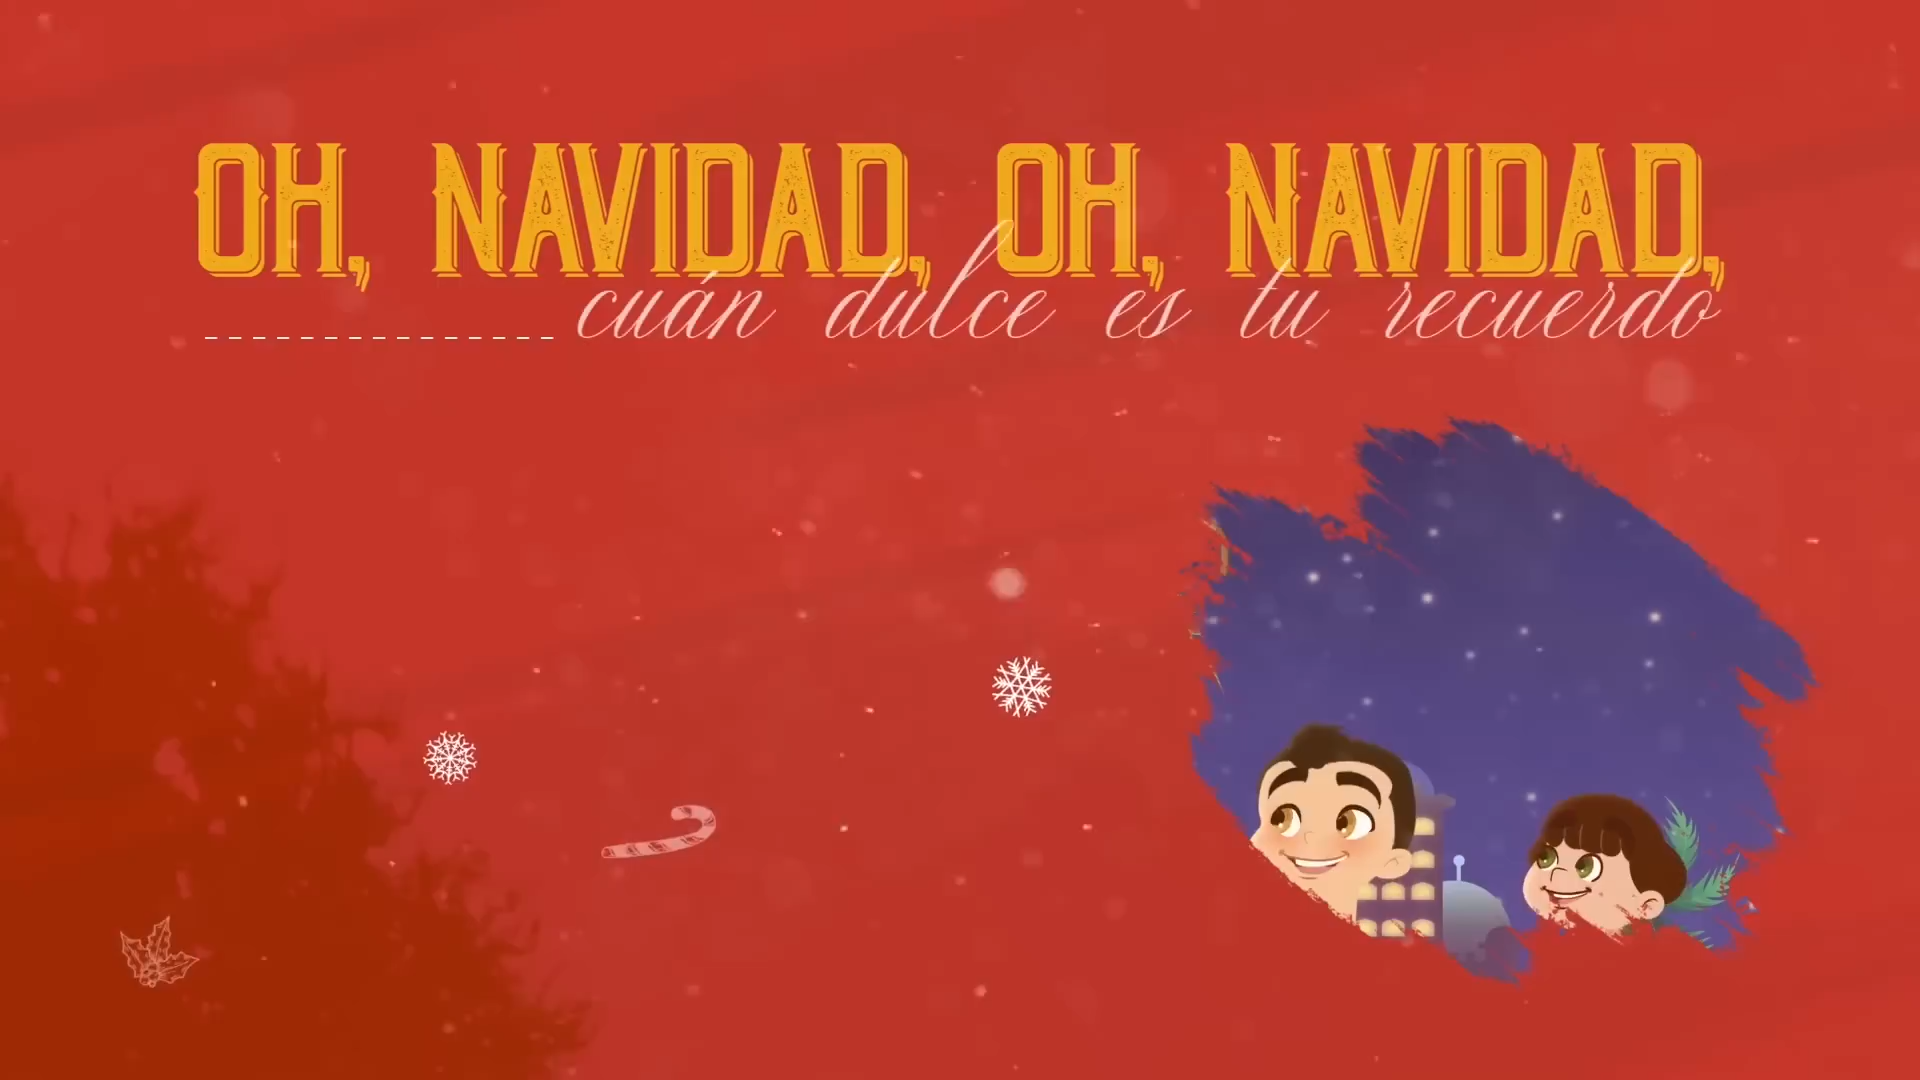 OH, NAVIDAD, OH, NAVIDAD,
cuán dulce es tu recuerdo